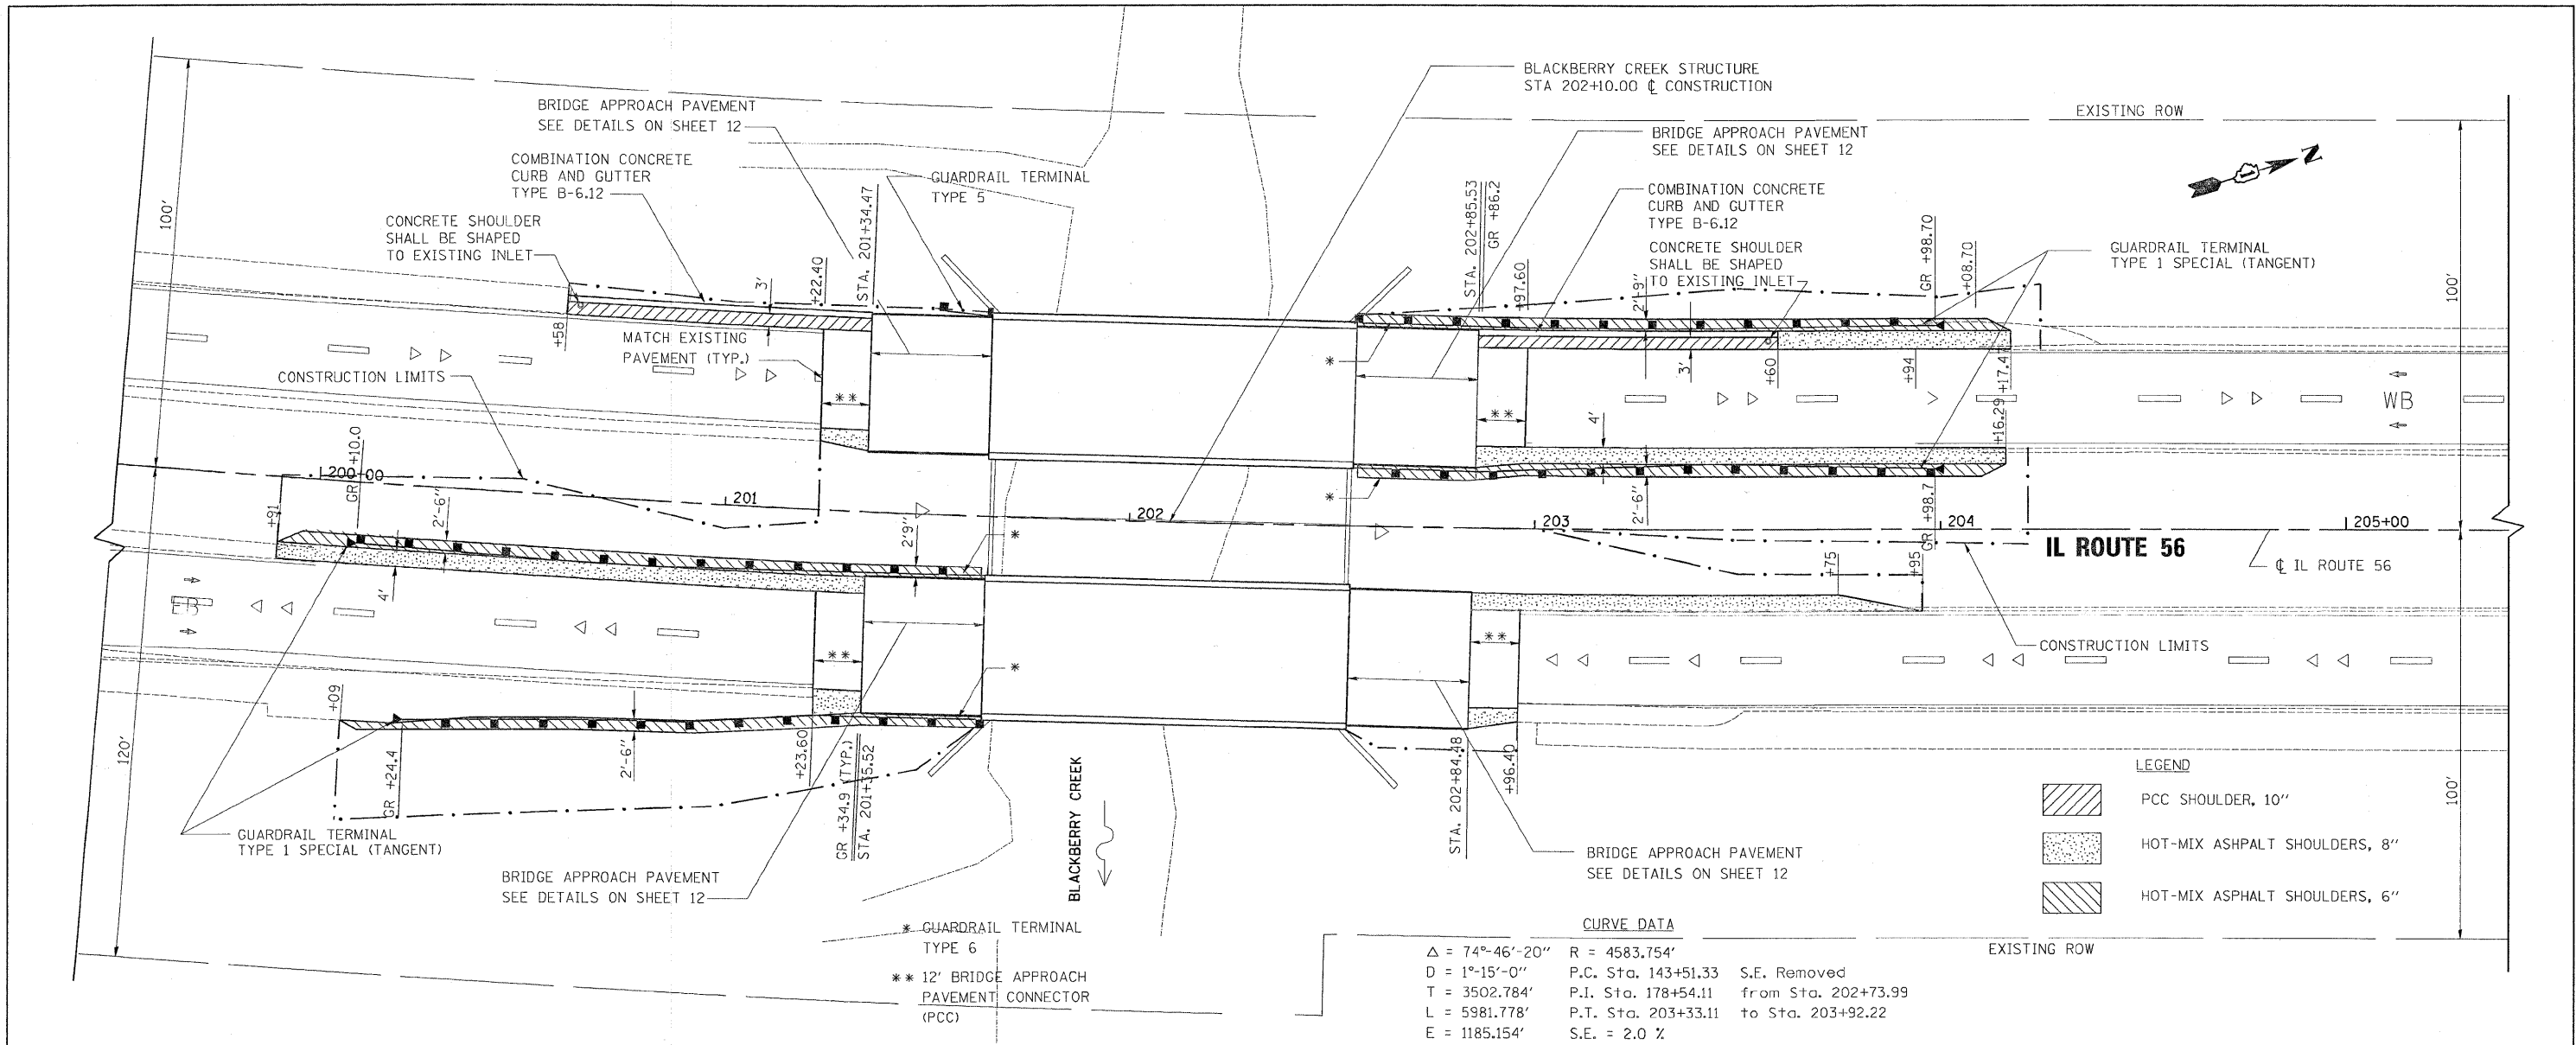 BLACKBERRY CREEK STRUCTURE
STA 202+10.00 ℄ CONSTRUCTION
BRIDGE APPROACH PAVEMENT
SEE DETAILS ON SHEET 12
EXISTING ROW
BRIDGE APPROACH PAVEMENT
SEE DETAILS ON SHEET 12
COMBINATION CONCRETE
CURB AND GUTTER
TYPE B-6.12
GUARDRAIL TERMINAL
TYPE 5
COMBINATION CONCRETE
CURB AND GUTTER
TYPE B-6.12
N
100'
CONCRETE SHOULDER
SHALL BE SHAPED
TO EXISTING INLET
3'
+22.40
STA. 201+34.47
STA. 202+85.53
GR +86.2
+97.60
2'-9"
CONCRETE SHOULDER
SHALL BE SHAPED
TO EXISTING INLET
GR +98.70
+08.70
GUARDRAIL TERMINAL
TYPE 1 SPECIAL (TANGENT)
100'
+58
MATCH EXISTING
PAVEMENT (TYP.)
*
3'
+60
+94
+17.47
CONSTRUCTION LIMITS
**
**
4'
+16.29
WB
GR +10.0
200+00
201
202
203
204
205+00
+91
2'-6"
2'9"
*
*
2'-6"
GR +98.7
IL ROUTE 56
℄ IL ROUTE 56
+75
+95
4'
EB
**
*
**
CONSTRUCTION LIMITS
+09
120'
GR +24.4
2'-6"
+23.60
GR +34.9 (TYP.)
STA. 201+35.52
STA. 202+84.48
+96.40
BLACKBERRY CREEK
100'
GUARDRAIL TERMINAL
TYPE 1 SPECIAL (TANGENT)
BRIDGE APPROACH PAVEMENT
SEE DETAILS ON SHEET 12
BRIDGE APPROACH PAVEMENT
SEE DETAILS ON SHEET 12
LEGEND
PCC SHOULDER, 10"
HOT-MIX ASHPALT SHOULDERS, 8"
HOT-MIX ASPHALT SHOULDERS, 6"
* GUARDRAIL TERMINAL
TYPE 6
** 12' BRIDGE APPROACH
PAVEMENT CONNECTOR
(PCC)
EXISTING ROW
CURVE DATA
Δ = 74°-46'-20" R = 4583.754'
D = 1°-15'-0" P.C. Sta. 143+51.33 S.E. Removed
T = 3502.784' P.I. Sta. 178+54.11 from Sta. 202+73.99
L = 5981.778' P.T. Sta. 203+33.11 to Sta. 203+92.22
E = 1185.154' S.E. = 2.0 %